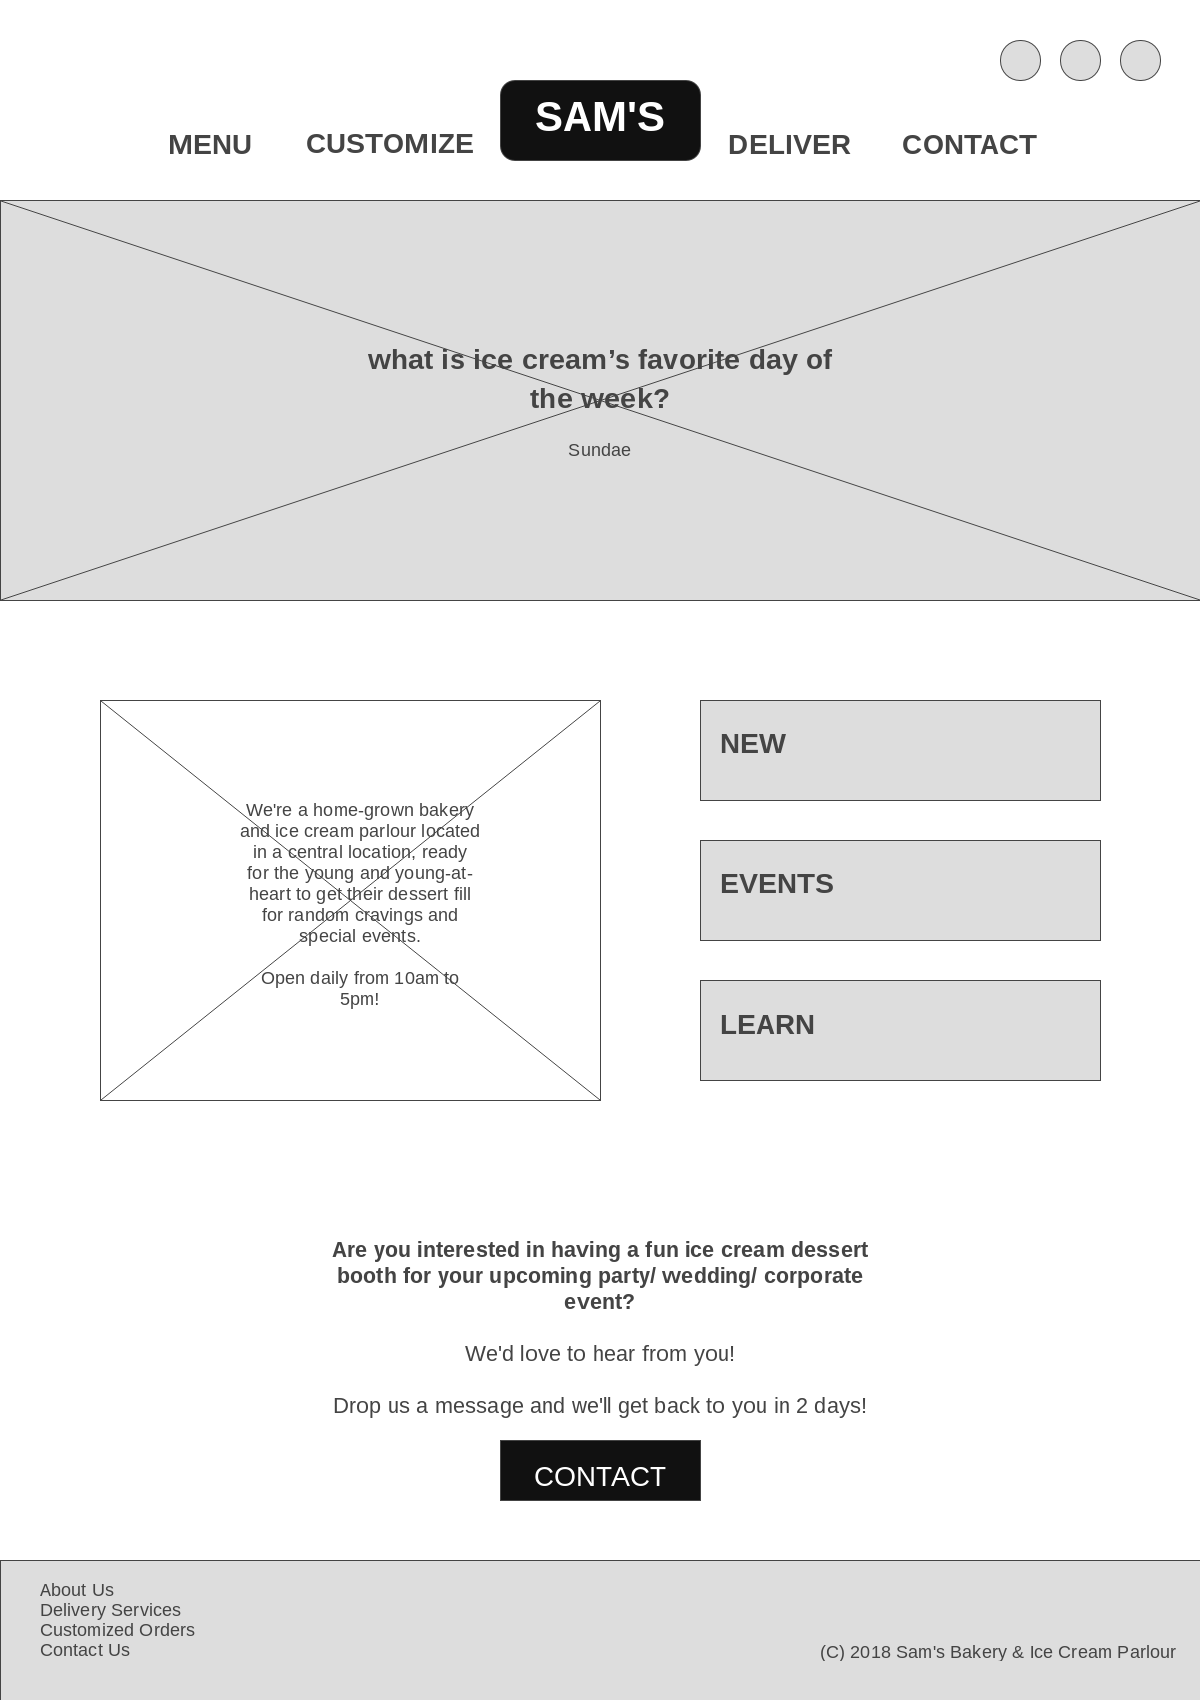 SAM'S
MENU
CUSTOMIZE
DELIVER
CONTACT
what is ice cream’s favorite day of
the week?
Sundae
We're a home-grown bakery
and ice cream parlour located
in a central location, ready
for the young and young-at-
heart to get their dessert fill
for random cravings and
special events.
Open daily from 10am to
5pm!
NEW
EVENTS
LEARN
Are you interested in having a fun ice cream dessert
booth for your upcoming party/ wedding/ corporate
event?
We'd love to hear from you!
Drop us a message and we'll get back to you in 2 days!
CONTACT
About Us
Delivery Services
Customized Orders
Contact Us
(C) 2018 Sam's Bakery & Ice Cream Parlour